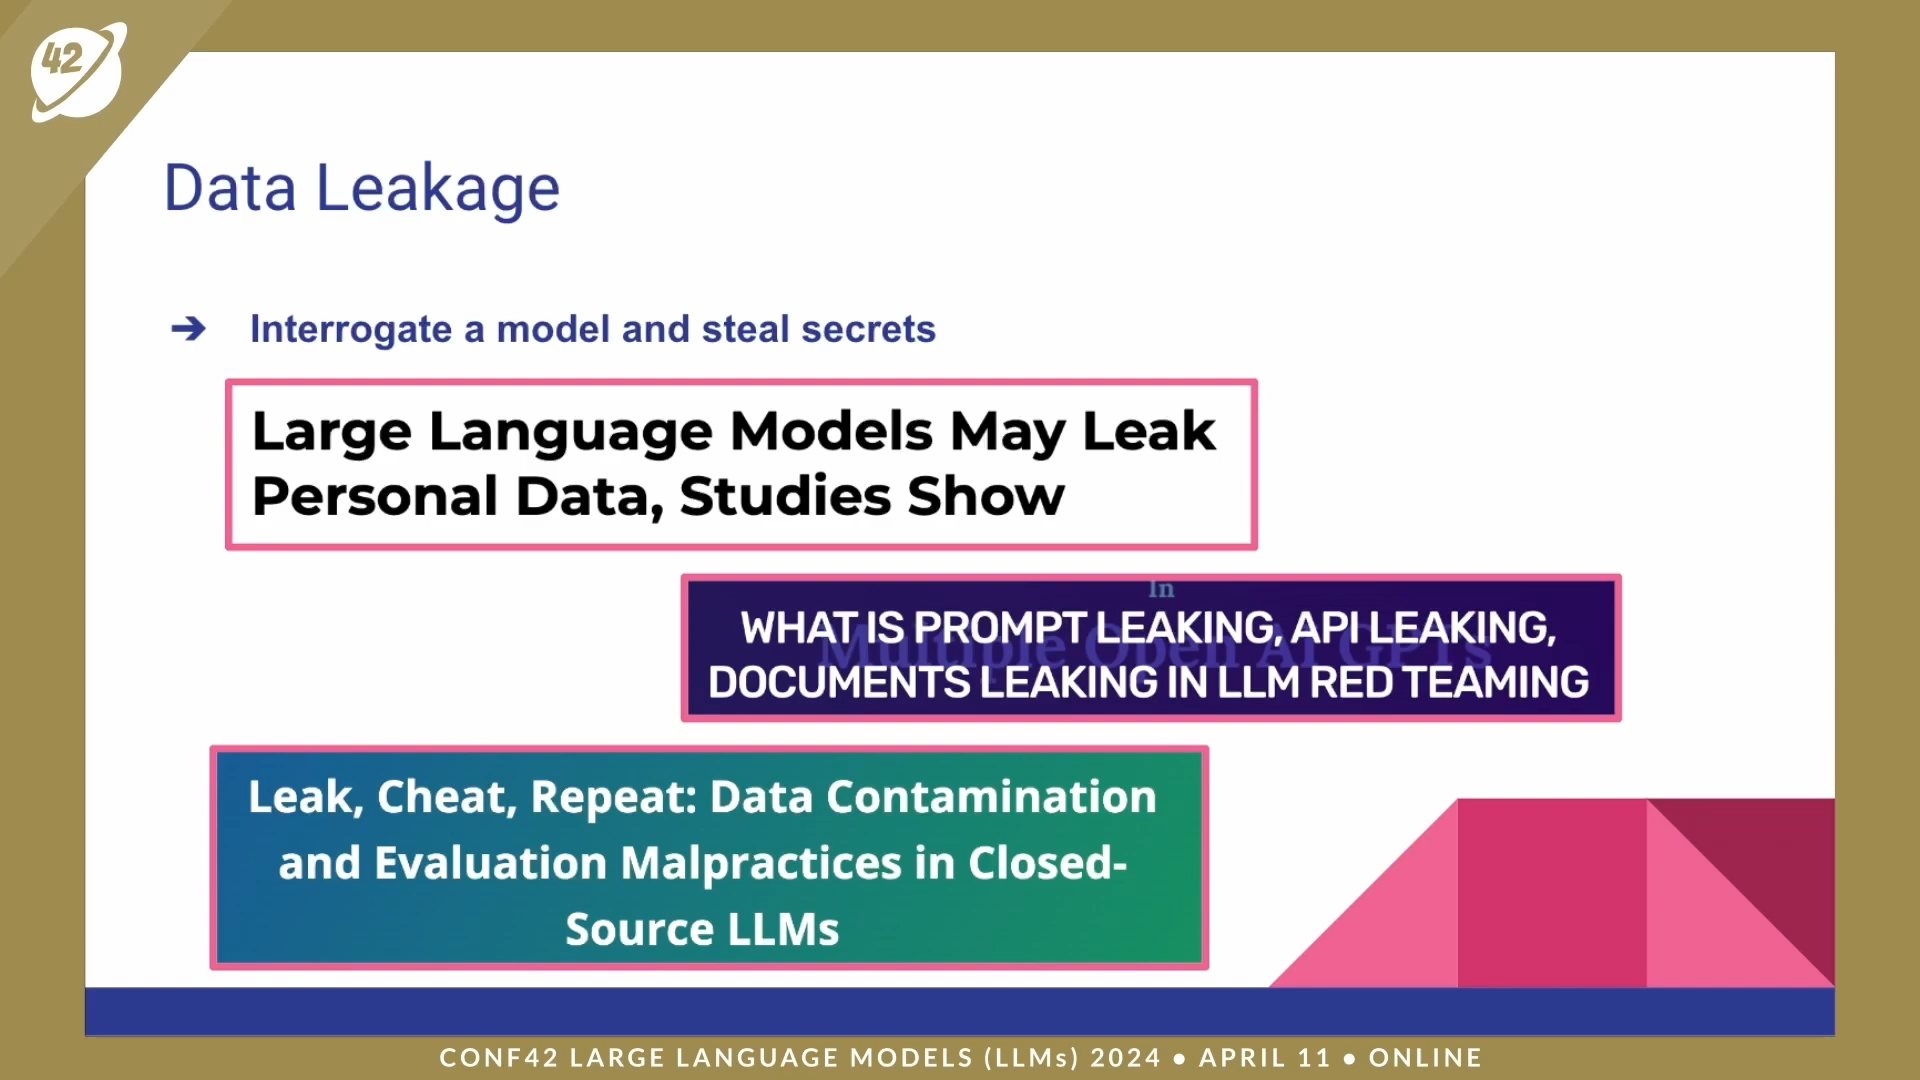 42
Data Leakage
➔ Interrogate a model and steal secrets
Large Language Models May Leak
Personal Data, Studies Show
In
WHAT IS PROMPT LEAKING, API LEAKING,
Multiple Open AI GPTs
DOCUMENTS LEAKING IN LLM RED TEAMING
Leak, Cheat, Repeat: Data Contamination
and Evaluation Malpractices in Closed-
Source LLMs
CONF42 LARGE LANGUAGE MODELS (LLMs) 2024 ● APRIL 11 ● ONLINE